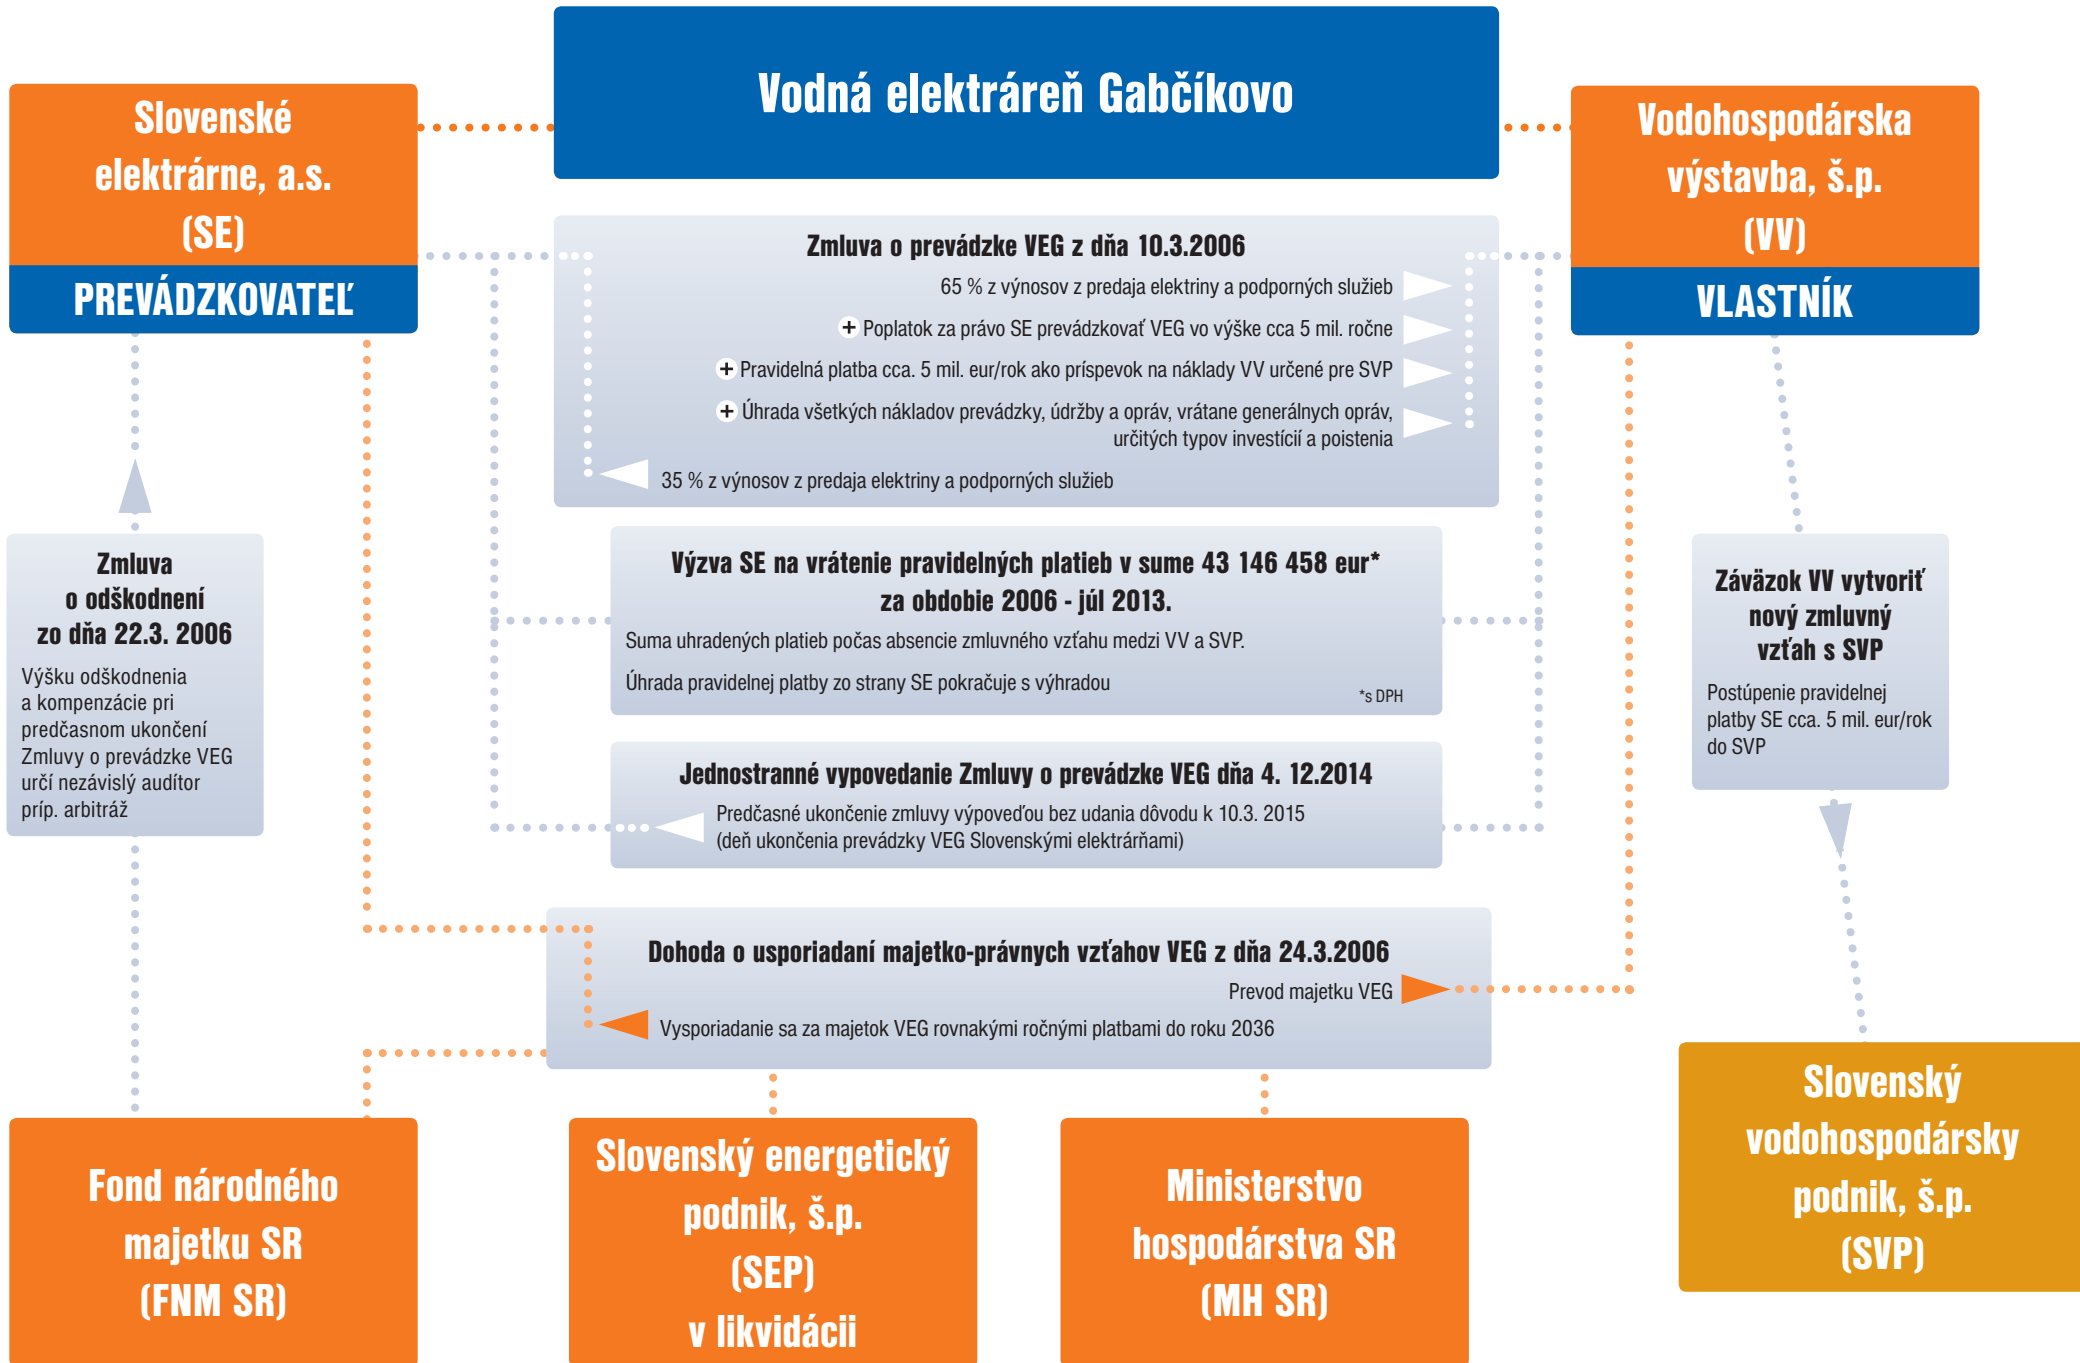 Vodná elektráreň Gabčíkovo
Slovenské
elektrárne, a.s.
(SE)
PREVÁDZKOVATEĽ
Vodohospodárska
výstavba, š.p.
(VV)
VLASTNÍK
Zmluva o prevádzke VEG z dňa 10.3.2006
65 % z výnosov z predaja elektriny a podporných služieb
+ Poplatok za právo SE prevádzkovať VEG vo výške cca 5 mil. ročne
+ Pravidelná platba cca. 5 mil. eur/rok ako príspevok na náklady VV určené pre SVP
+ Úhrada všetkých nákladov prevádzky, údržby a opráv, vrátane generálnych opráv,
určitých typov investícií a poistenia
35 % z výnosov z predaja elektriny a podporných služieb
Zmluva
o odškodnení
zo dňa 22.3. 2006
Výšku odškodnenia
a kompenzácie pri
predčasnom ukončení
Zmluvy o prevádzke VEG
určí nezávislý audítor
príp. arbitráž
Výzva SE na vrátenie pravidelných platieb v sume 43 146 458 eur*
za obdobie 2006 - júl 2013.
Suma uhradených platieb počas absencie zmluvného vzťahu medzi VV a SVP.
Úhrada pravidelnej platby zo strany SE pokračuje s výhradou
*s DPH
Záväzok VV vytvoriť
nový zmluvný
vzťah s SVP
Postúpenie pravidelnej
platby SE cca. 5 mil. eur/rok
do SVP
Jednostranné vypovedanie Zmluvy o prevádzke VEG dňa 4. 12.2014
Predčasné ukončenie zmluvy výpoveďou bez udania dôvodu k 10.3. 2015
(deň ukončenia prevádzky VEG Slovenskými elektrárňami)
Dohoda o usporiadaní majetko-právnych vzťahov VEG z dňa 24.3.2006
Prevod majetku VEG
Vysporiadanie sa za majetok VEG rovnakými ročnými platbami do roku 2036
Fond národného
majetku SR
(FNM SR)
Slovenský energetický
podnik, š.p.
(SEP)
v likvidácii
Ministerstvo
hospodárstva SR
(MH SR)
Slovenský
vodohospodársky
podnik, š.p.
(SVP)